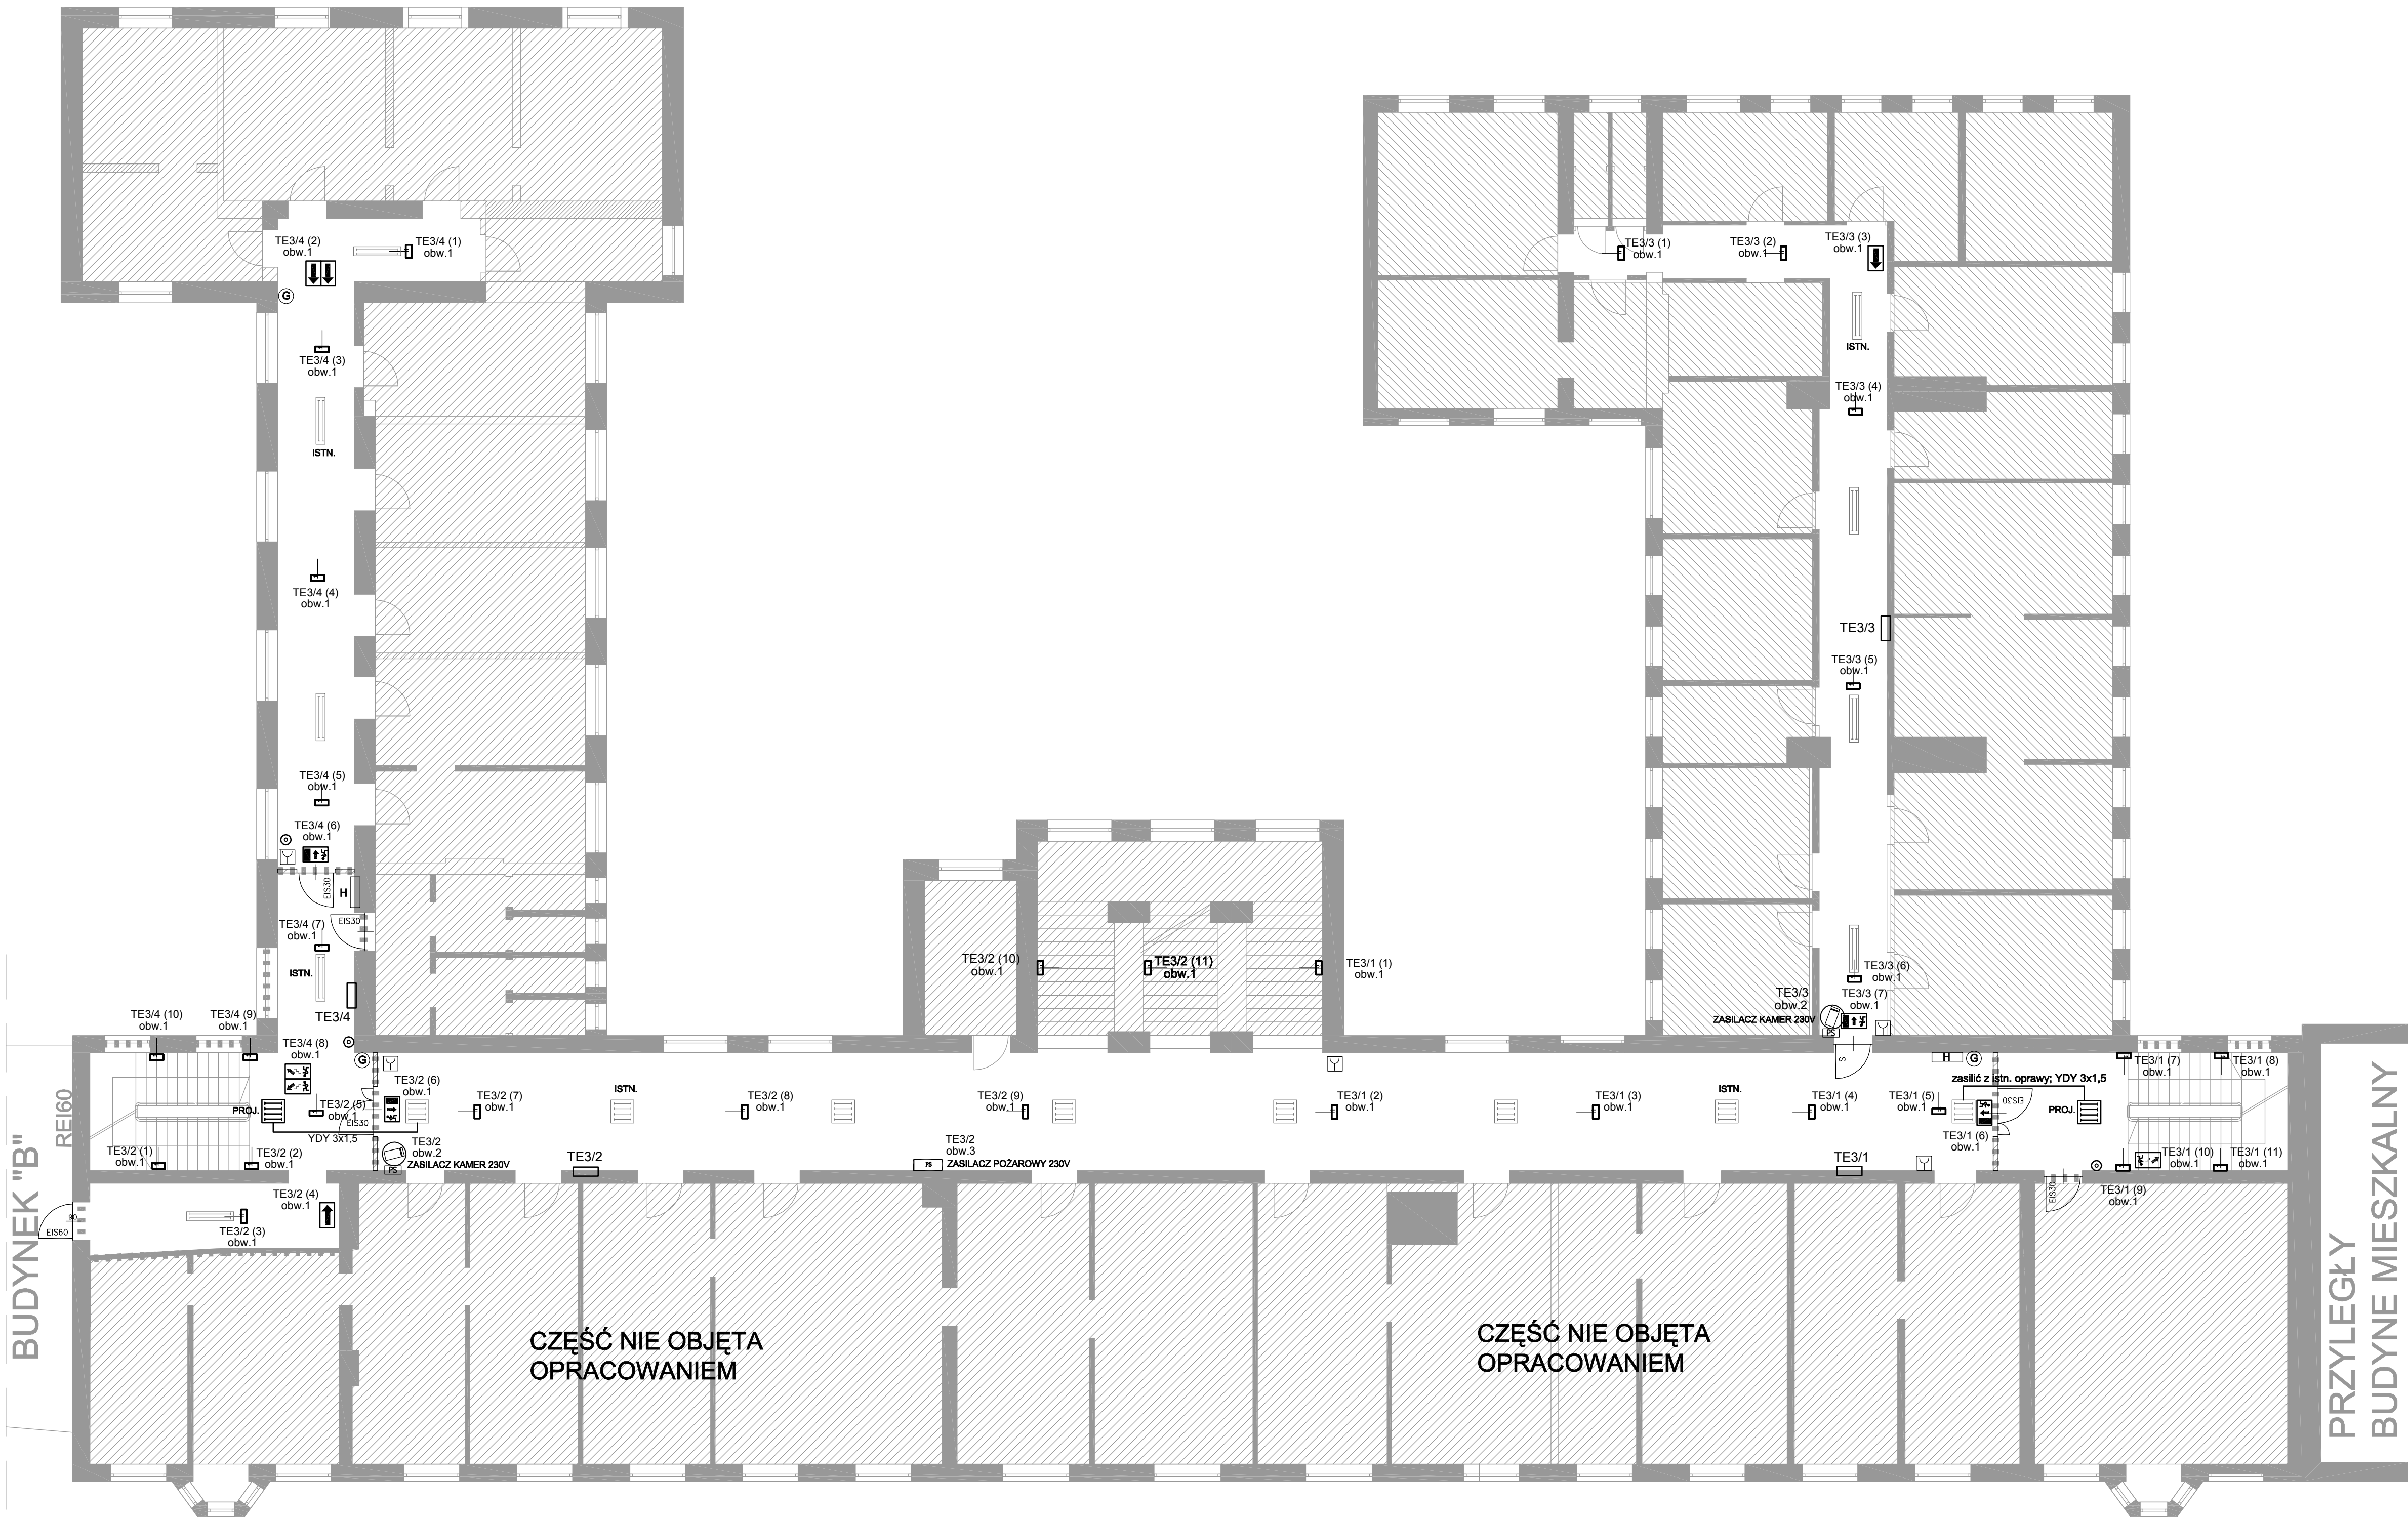 TE3/4 (2)
obw.1
TE3/4 (1)
obw.1
G
TE3/4 (3)
obw.1
ISTN.
TE3/4 (4)
obw.1
TE3/4 (5)
obw.1
TE3/4 (6)
obw.1
EIS30
H
EIS30
TE3/4 (7)
obw.1
ISTN.
TE3/4
TE3/4 (10)
obw.1
TE3/4 (9)
obw.1
TE3/4 (8)
obw.1
G
TE3/3 (1)
obw.1
TE3/3 (2)
obw.1
TE3/3 (3)
obw.1
ISTN.
TE3/3 (4)
obw.1
TE3/3
TE3/3 (5)
obw.1
TE3/3 (6)
obw.1
TE3/3
obw.2
TE3/3 (7)
obw.1
ZASILACZ KAMER 230V
PS
S
TE3/2 (10)
obw.1
TE3/2 (11)
obw.1
TE3/1 (1)
obw.1
BUDYNEK "B"
REI60
PROJ.
TE3/2 (5)
obw.1
EIS30
YDY 3x1,5
TE3/2 (6)
obw.1
TE3/2 (7)
obw.1
ISTN.
TE3/2 (8)
obw.1
TE3/2 (9)
obw.1
TE3/1 (2)
obw.1
TE3/1 (3)
obw.1
ISTN.
TE3/1 (4)
obw.1
TE3/1 (5)
obw.1
H
G
zasilić z istn. oprawy; YDY 3x1,5
EIS30
PROJ.
TE3/1 (6)
obw.1
TE3/1 (7)
obw.1
TE3/1 (8)
obw.1
TE3/2 (1)
obw.1
TE3/2 (2)
obw.1
TE3/2
obw.2
PS
ZASILACZ KAMER 230V
TE3/2
TE3/2
obw.3
PS
ZASILACZ POŻAROWY 230V
TE3/1
TE3/1 (10)
obw.1
TE3/1 (11)
obw.1
EIS30
TE3/1 (9)
obw.1
TE3/2 (4)
obw.1
TE3/2 (3)
obw.1
90
EIS60
CZĘŚĆ NIE OBJĘTA
OPRACOWANIEM
CZĘŚĆ NIE OBJĘTA
OPRACOWANIEM
PRZYLEGŁY
BUDYNE MIESZKALNY